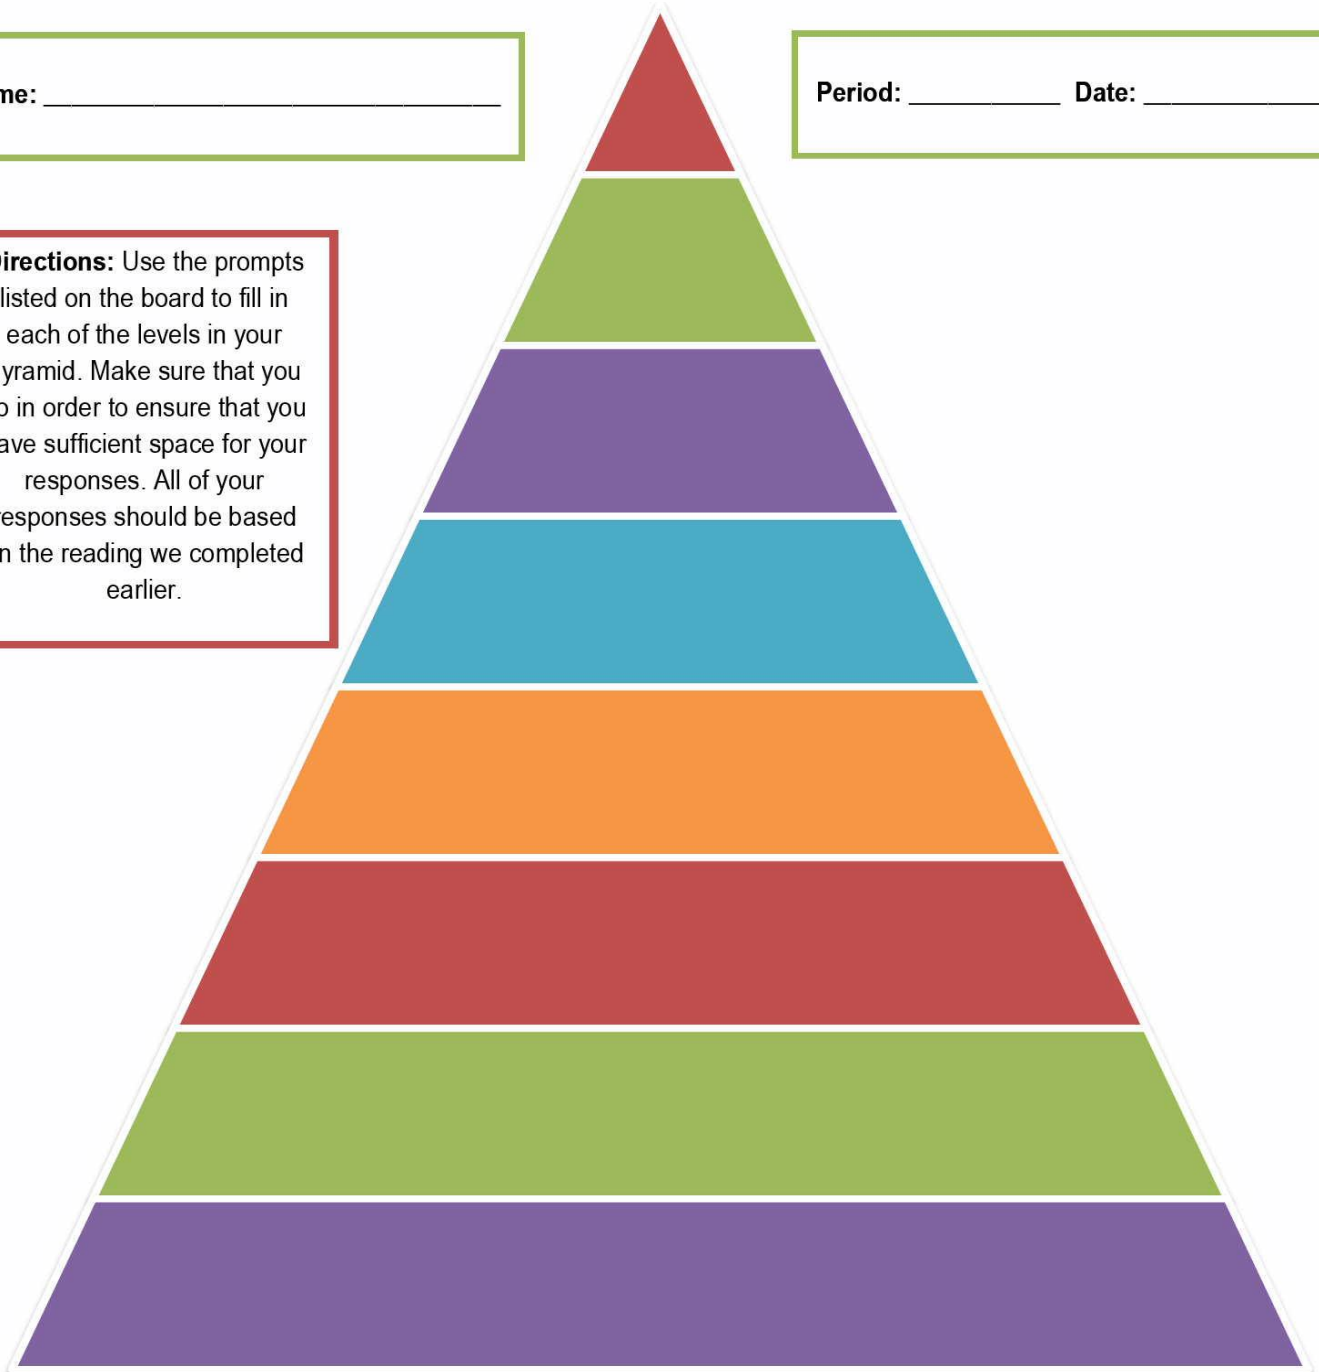 me: _________________________________
Period: ___________ Date: _____________
irections: Use the prompts
listed on the board to fill in
each of the levels in your
yramid. Make sure that you
o in order to ensure that you
ave sufficient space for your
responses. All of your
esponses should be based
n the reading we completed
earlier.